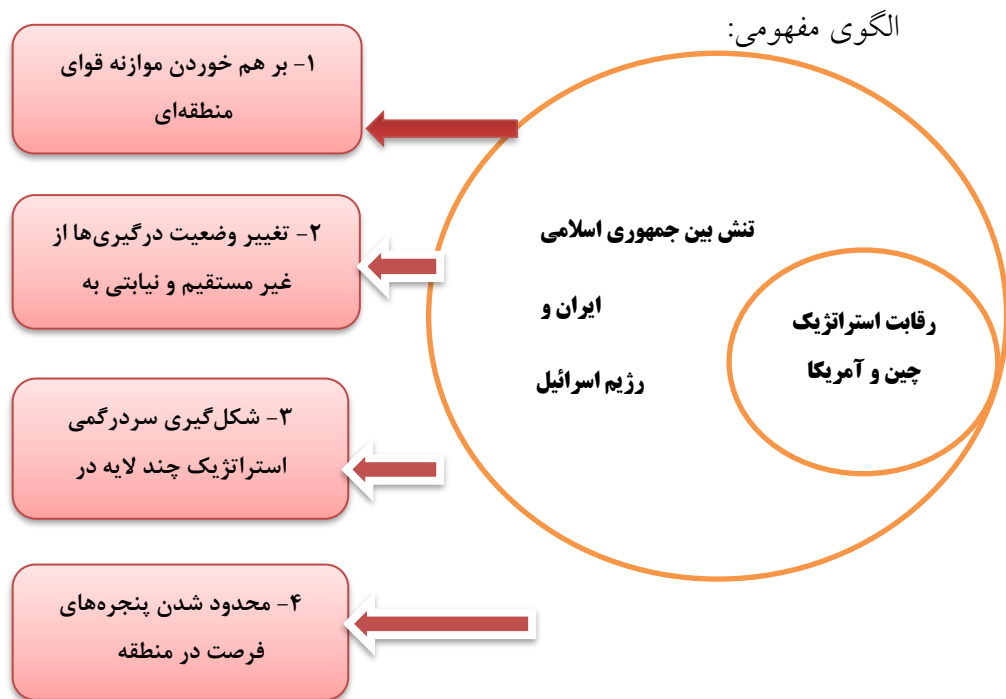 الگوی مفهومی:
۱- بر هم خوردن موازنه قوای
منطقه‌ای
۲- تغییر وضعیت درگیری‌ها از
غیر مستقیم و نیابتی به
۳- شکل‌گیری سردرگمی
استراتژیک چند لایه در
۴- محدود شدن پنجره‌های
فرصت در منطقه
تنش بین جمهوری اسلامی
ایران و
رژیم اسرائیل
رقابت استراتژیک
چین و آمریکا